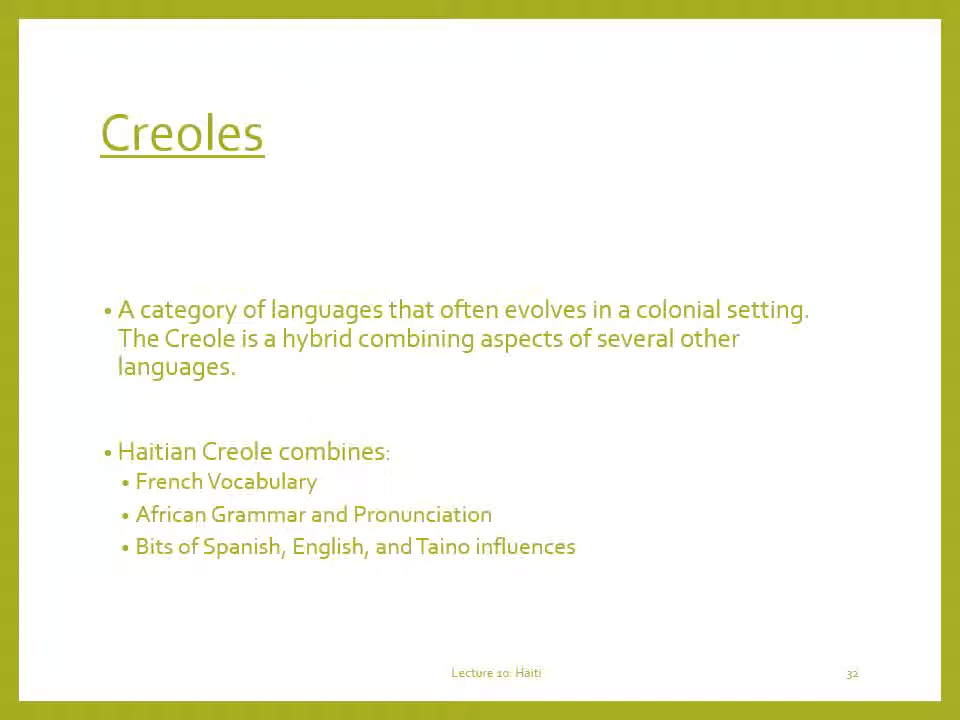 Creoles
• A category of languages that often evolves in a colonial setting.
The Creole is a hybrid combining aspects of several other
languages.
• Haitian Creole combines:
• French Vocabulary
• African Grammar and Pronunciation
• Bits of Spanish, English, and Taino influences
Lecture 10: Haiti
32